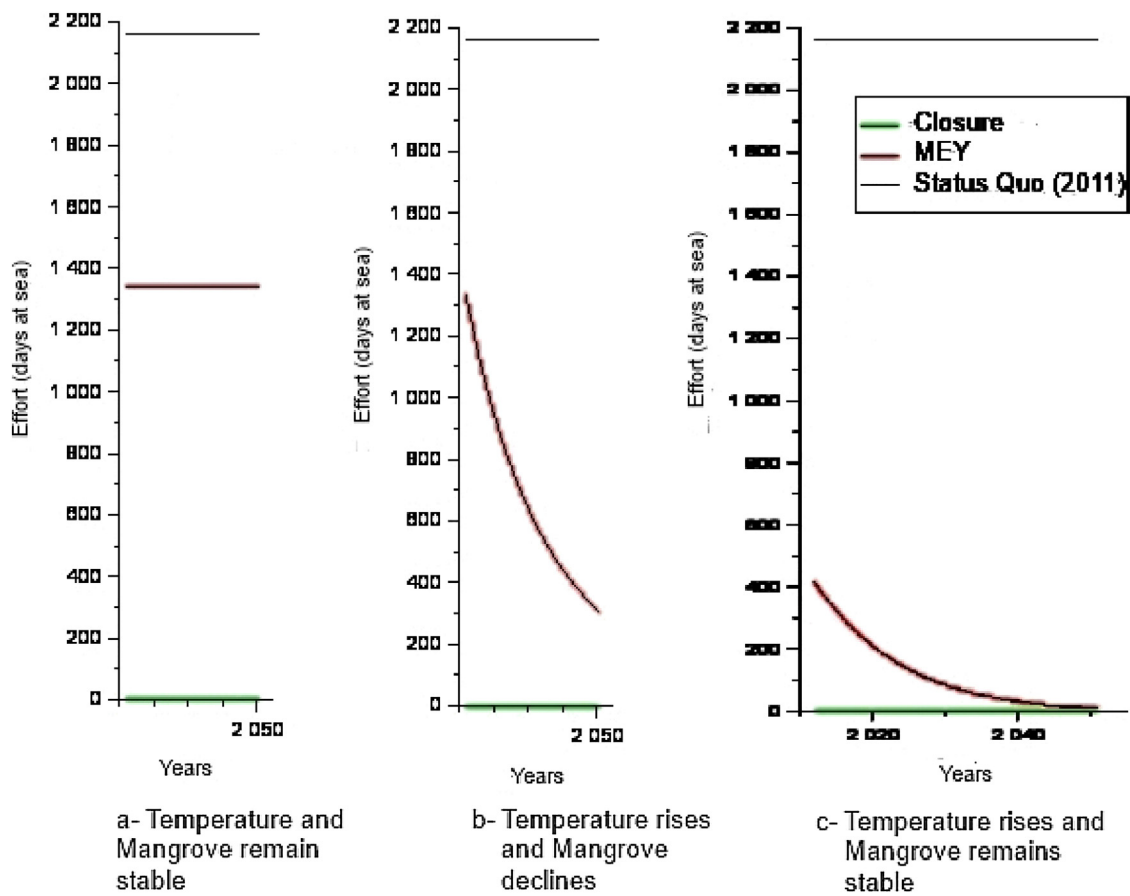 2 200
2 000
1 800
1 600
1 400
1 200
1 000
800
600
400
200
0
Effort (days at sea)
2 050
Years
a- Temperature and
Mangrove remain
stable
2 200
2 000
1 800
1 600
1 400
1 200
1 000
800
600
400
200
0
Effort (days at sea)
2 050
Years
b- Temperature rises
and Mangrove
declines
2 200
2 000
1 800
1 600
1 400
1 200
1 000
800
600
400
200
0
Effort (days at sea)
2 020 2 040
Years
Closure
MEY
Status Quo (2011)
c- Temperature rises and
Mangrove remains
stable